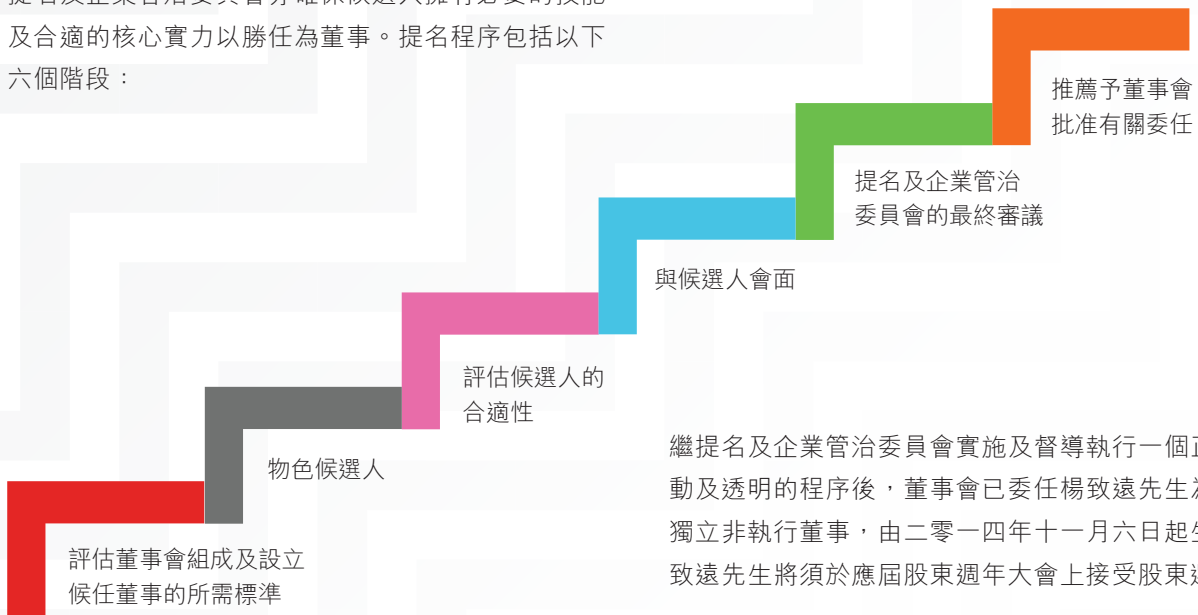 及合適的核心實力以勝任為董事。提名程序包括以下
六個階段：
推薦予董事會
批准有關委任
提名及企業管治
委員會的最終審議
與候選人會面
評估候選人的
合適性
物色候選人
評估董事會組成及設立
候任董事的所需標準
繼提名及企業管治委員會實施及督導執行一個
動及透明的程序後，董事會已委任楊致遠先生
獨立非執行董事，由二零一四年十一月六日起
致遠先生將須於應屆股東週年大會上接受股東